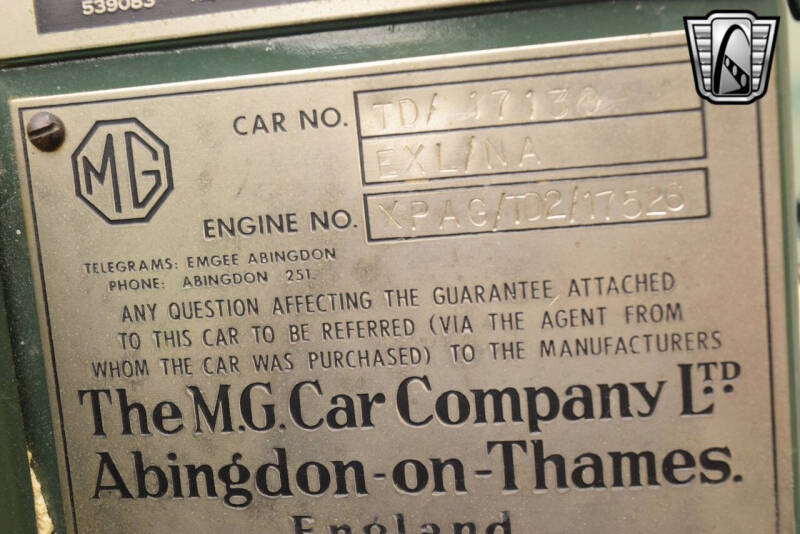 539083
MG
CAR NO. TD/ 17130
EXL/NA
ENGINE NO. XPAG/TD2/17526
TELEGRAMS: EMGEE ABINGDON
PHONE: ABINGDON 251.
ANY QUESTION AFFECTING THE GUARANTEE ATTACHED
TO THIS CAR TO BE REFERRED (VIA THE AGENT FROM
WHOM THE CAR WAS PURCHASED) TO THE MANUFACTURERS
The M.G. Car Company LTD
Abingdon-on-Thames.
England